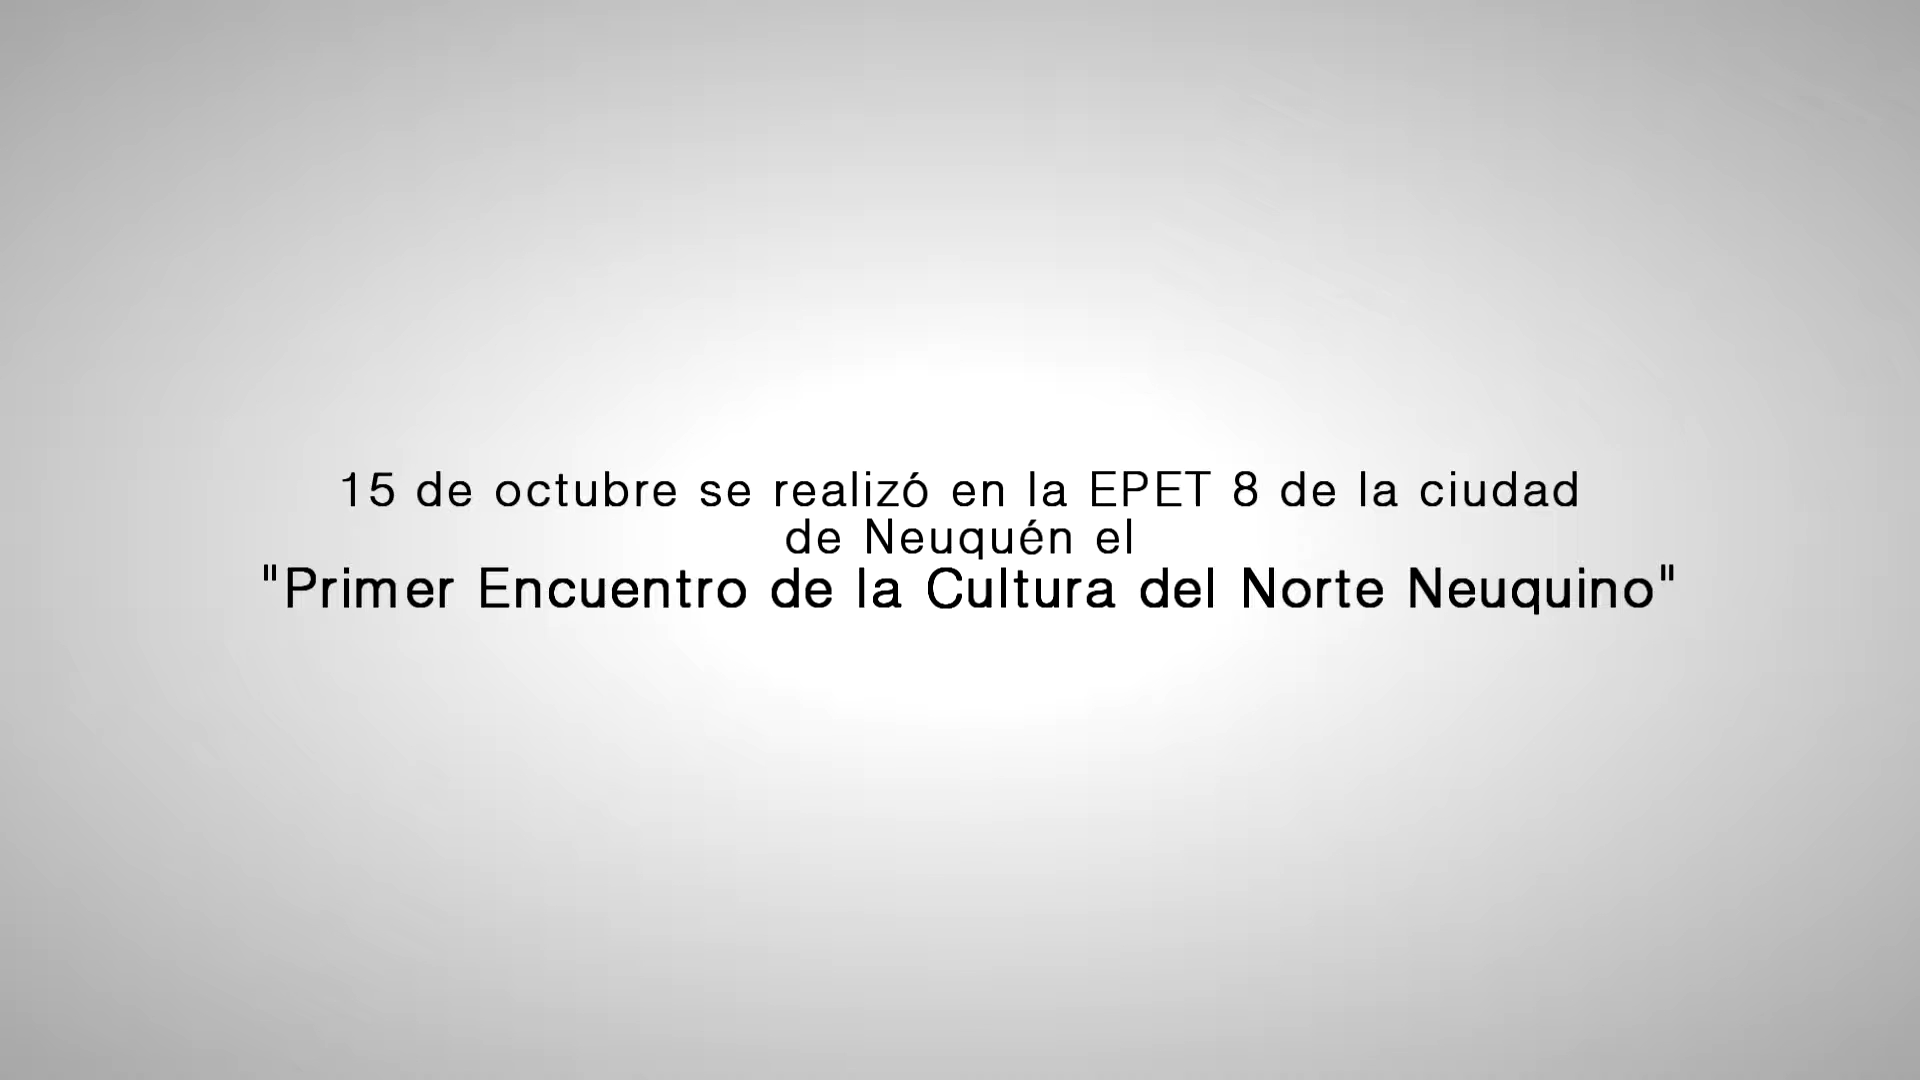 15 de octubre se realizó en la EPET 8 de la ciudad
de Neuquén el
"Primer Encuentro de la Cultura del Norte Neuquino"